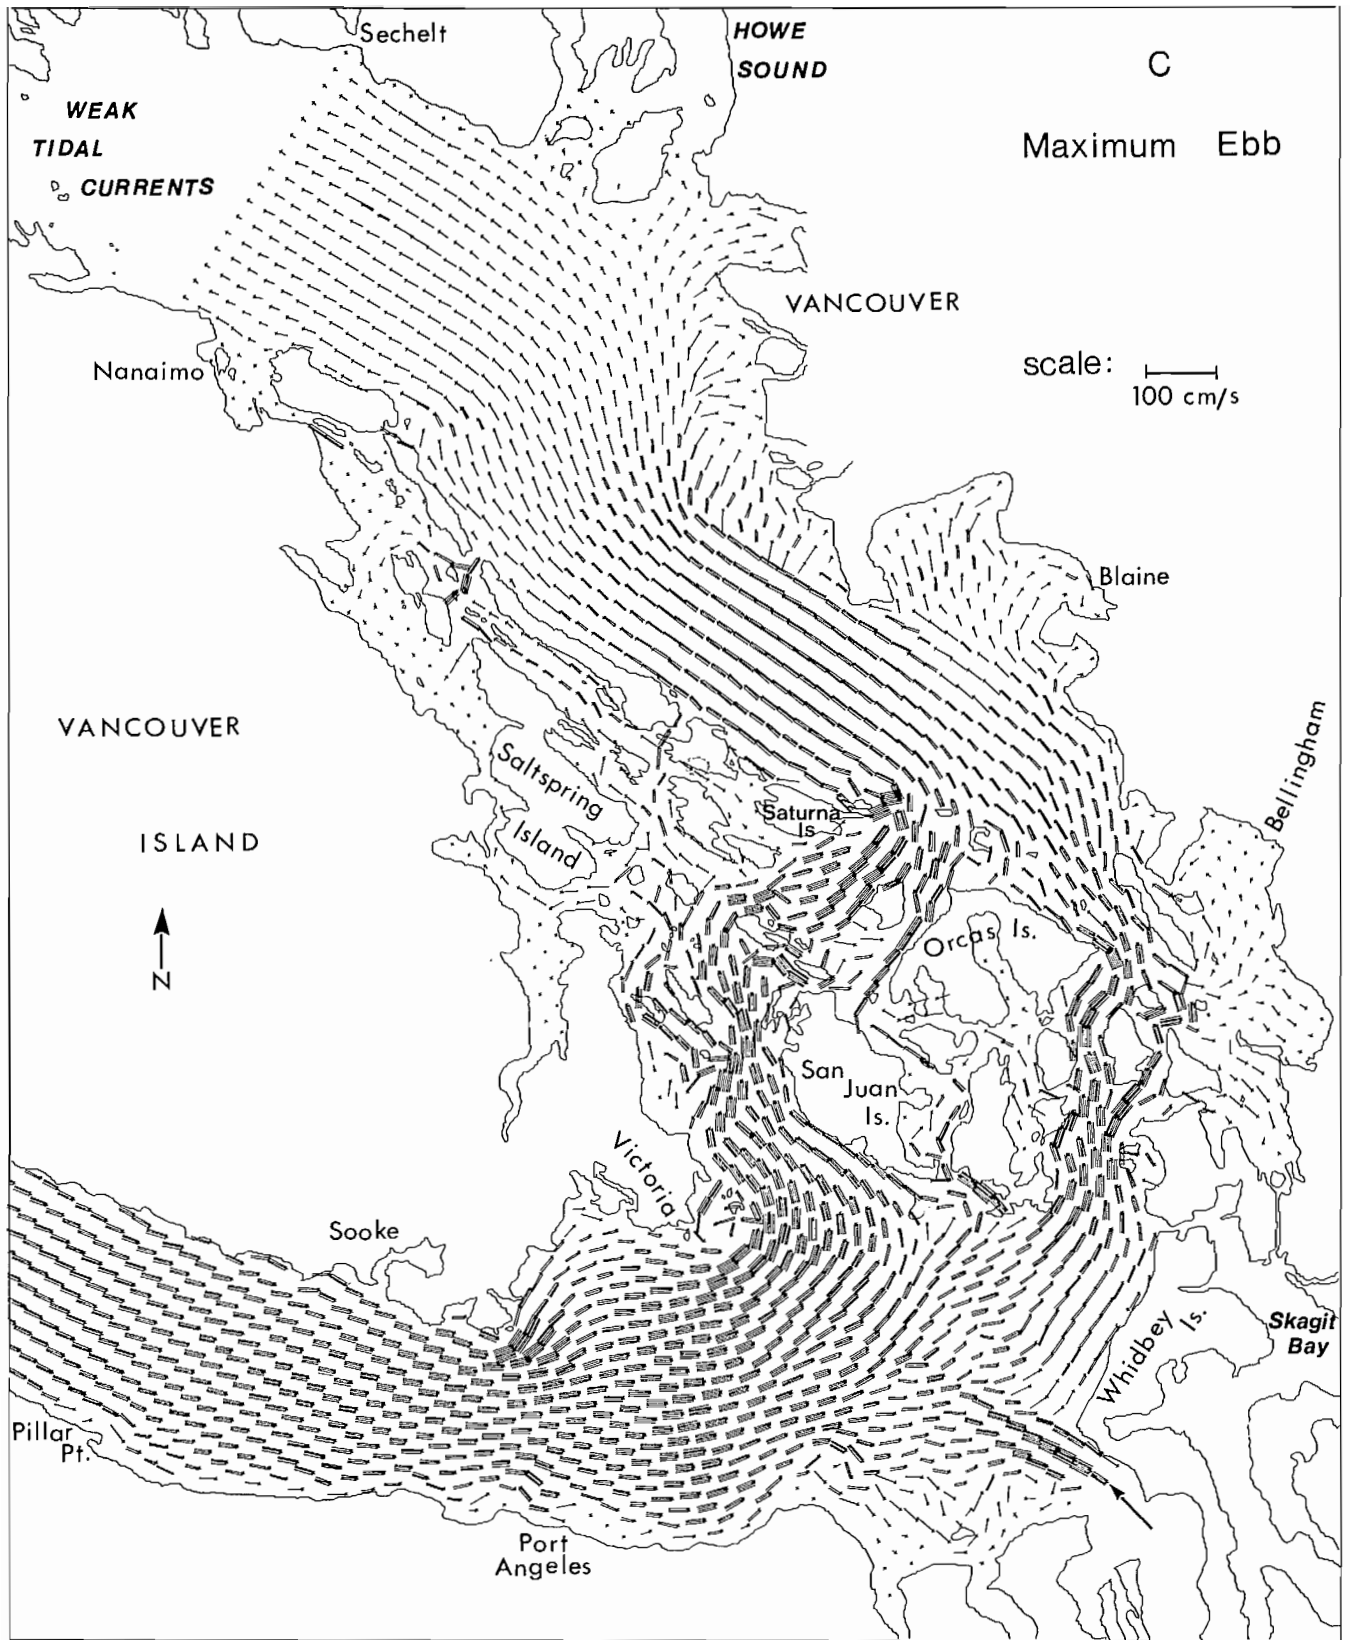 Sechelt
HOWE
SOUND
C
WEAK
TIDAL
CURRENTS
Maximum Ebb
VANCOUVER
Nanaimo
scale:
100 cm/s
Blaine
VANCOUVER
ISLAND
N
Saltspring
Island
Saturna
Is
Bellingham
Orcas Is.
San
Juan
Is.
Victoria
Sooke
Whidbey Is.
Skagit
Bay
Pillar
Pt.
Port
Angeles